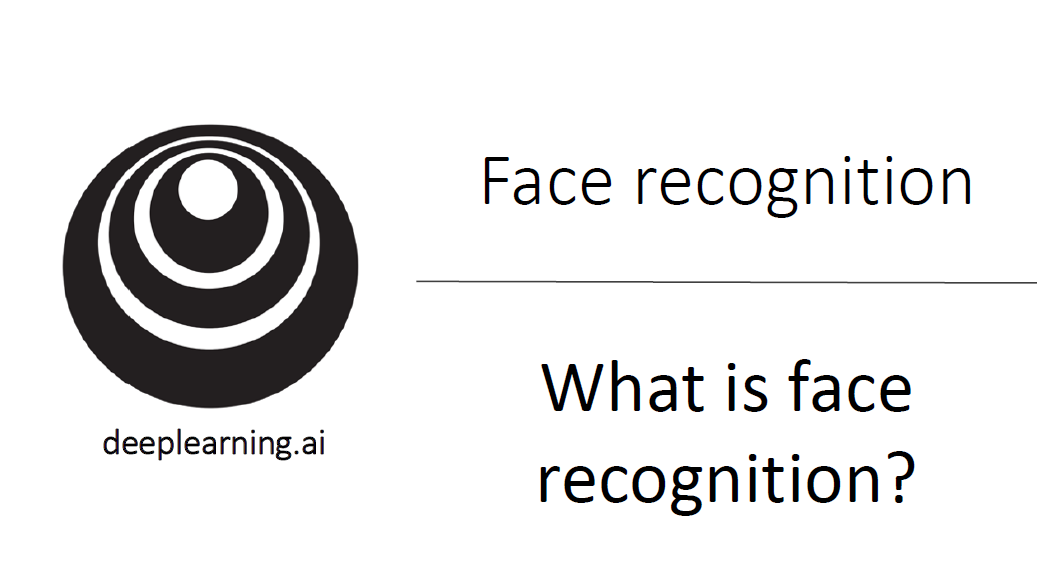 Face recognition
What is face
recognition?
deeplearning.ai